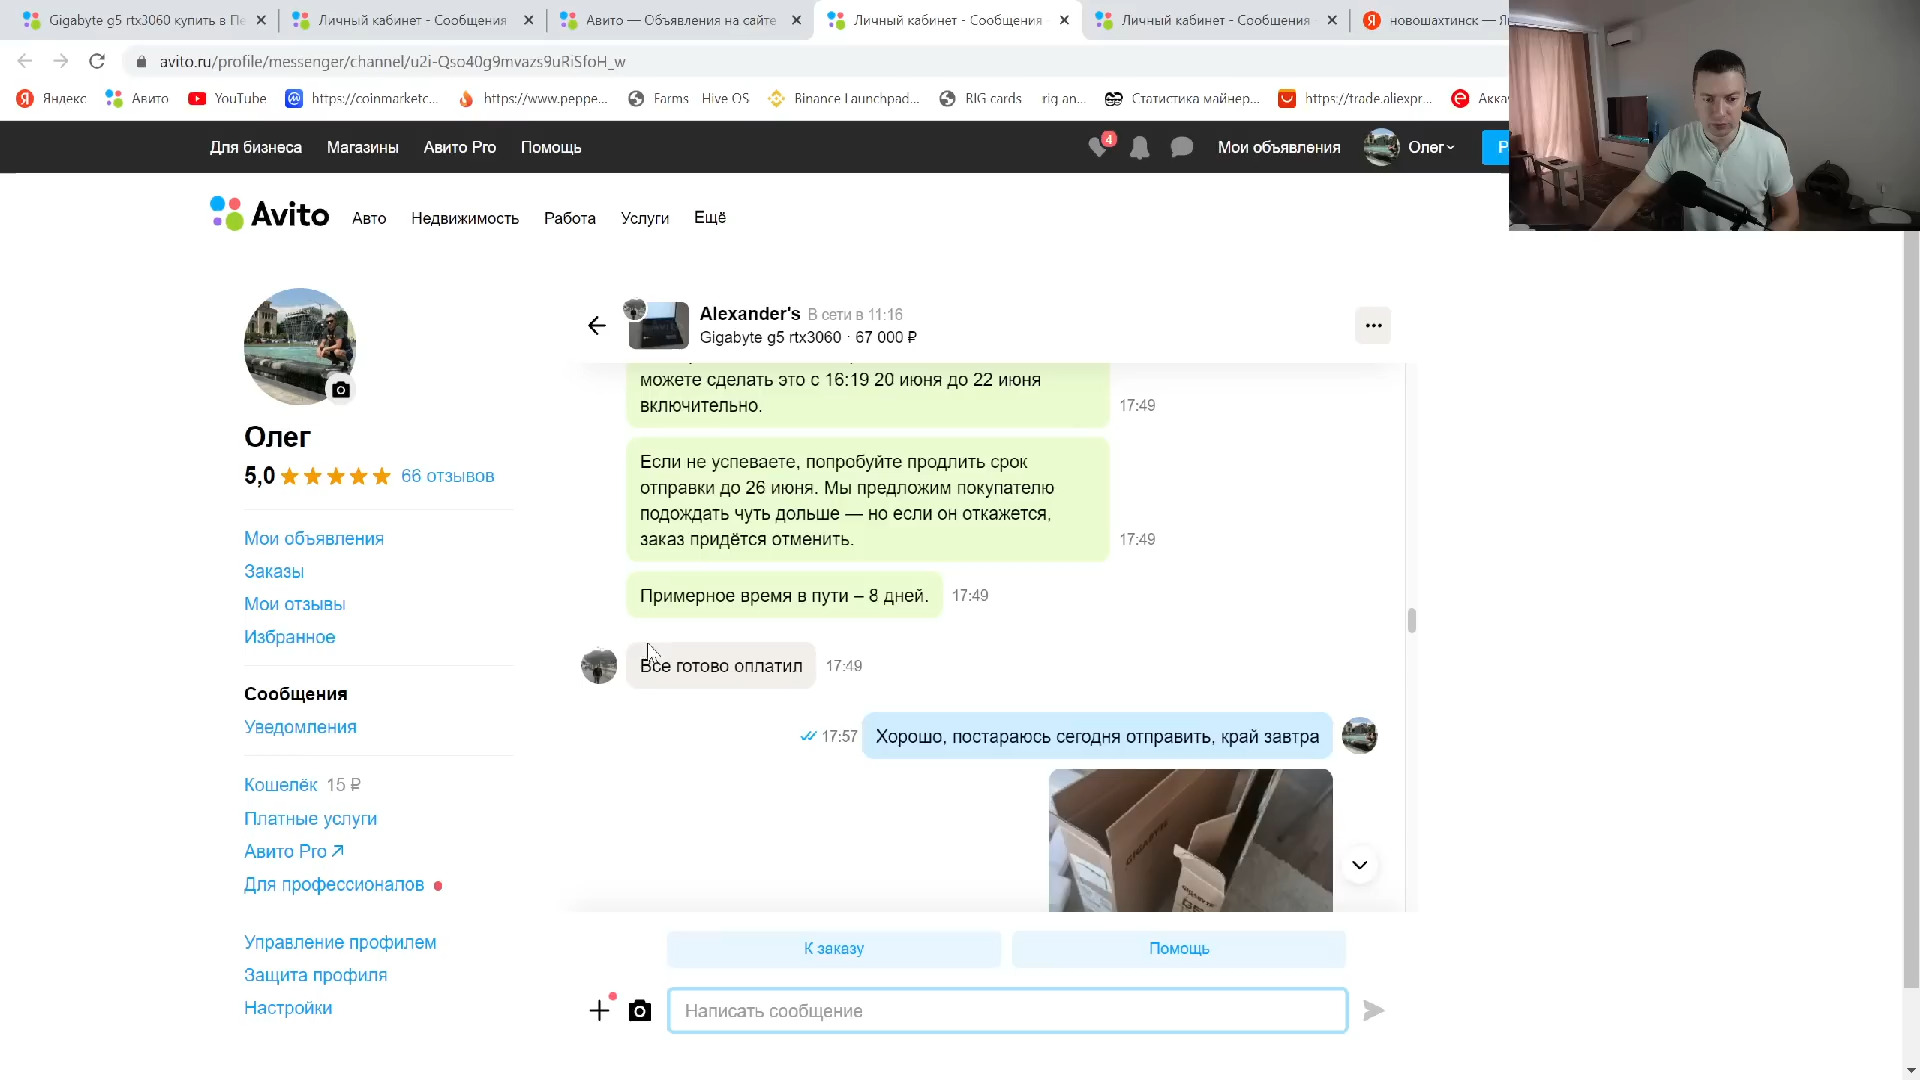 Gigabyte g5 rtx3060 купить в Пе
Личный кабинет - Сообщения
Авито — Объявления на сайте
Личный кабинет - Сообщения
Личный кабинет - Сообщения
новошахтинск — Я
avito.ru/profile/messenger/channel/u2i-Qso40g9mvazs9uRiSfoH_w
Яндекс
Авито
YouTube
https://coinmarketc...
https://www.peppe...
Farms Hive OS
Binance Launchpad...
RIG cards rig an...
Статистика майнер...
https://trade.aliexpr...
Акка
Для бизнеса
Магазины
Авито Pro
Помощь
4
Мои объявления
Олег
Р
Avito
Авто
Недвижимость
Работа
Услуги
Ещё
Олег
5,0
66 отзывов
Мои объявления
Заказы
Мои отзывы
Избранное
Сообщения
Уведомления
Кошелёк 15 ₽
Платные услуги
Авито Pro
Для профессионалов
Управление профилем
Защита профиля
Настройки
Alexander's В сети в 11:16
Gigabyte g5 rtx3060 · 67 000 ₽
можете сделать это с 16:19 20 июня до 22 июня
включительно.
17:49
Если не успеваете, попробуйте продлить срок
отправки до 26 июня. Мы предложим покупателю
подождать чуть дольше — но если он откажется,
заказ придётся отменить.
17:49
Примерное время в пути – 8 дней.
17:49
Все готово оплатил
17:49
17:57
Хорошо, постараюсь сегодня отправить, край завтра
GIGABYTE
К заказу
Помощь
Написать сообщение